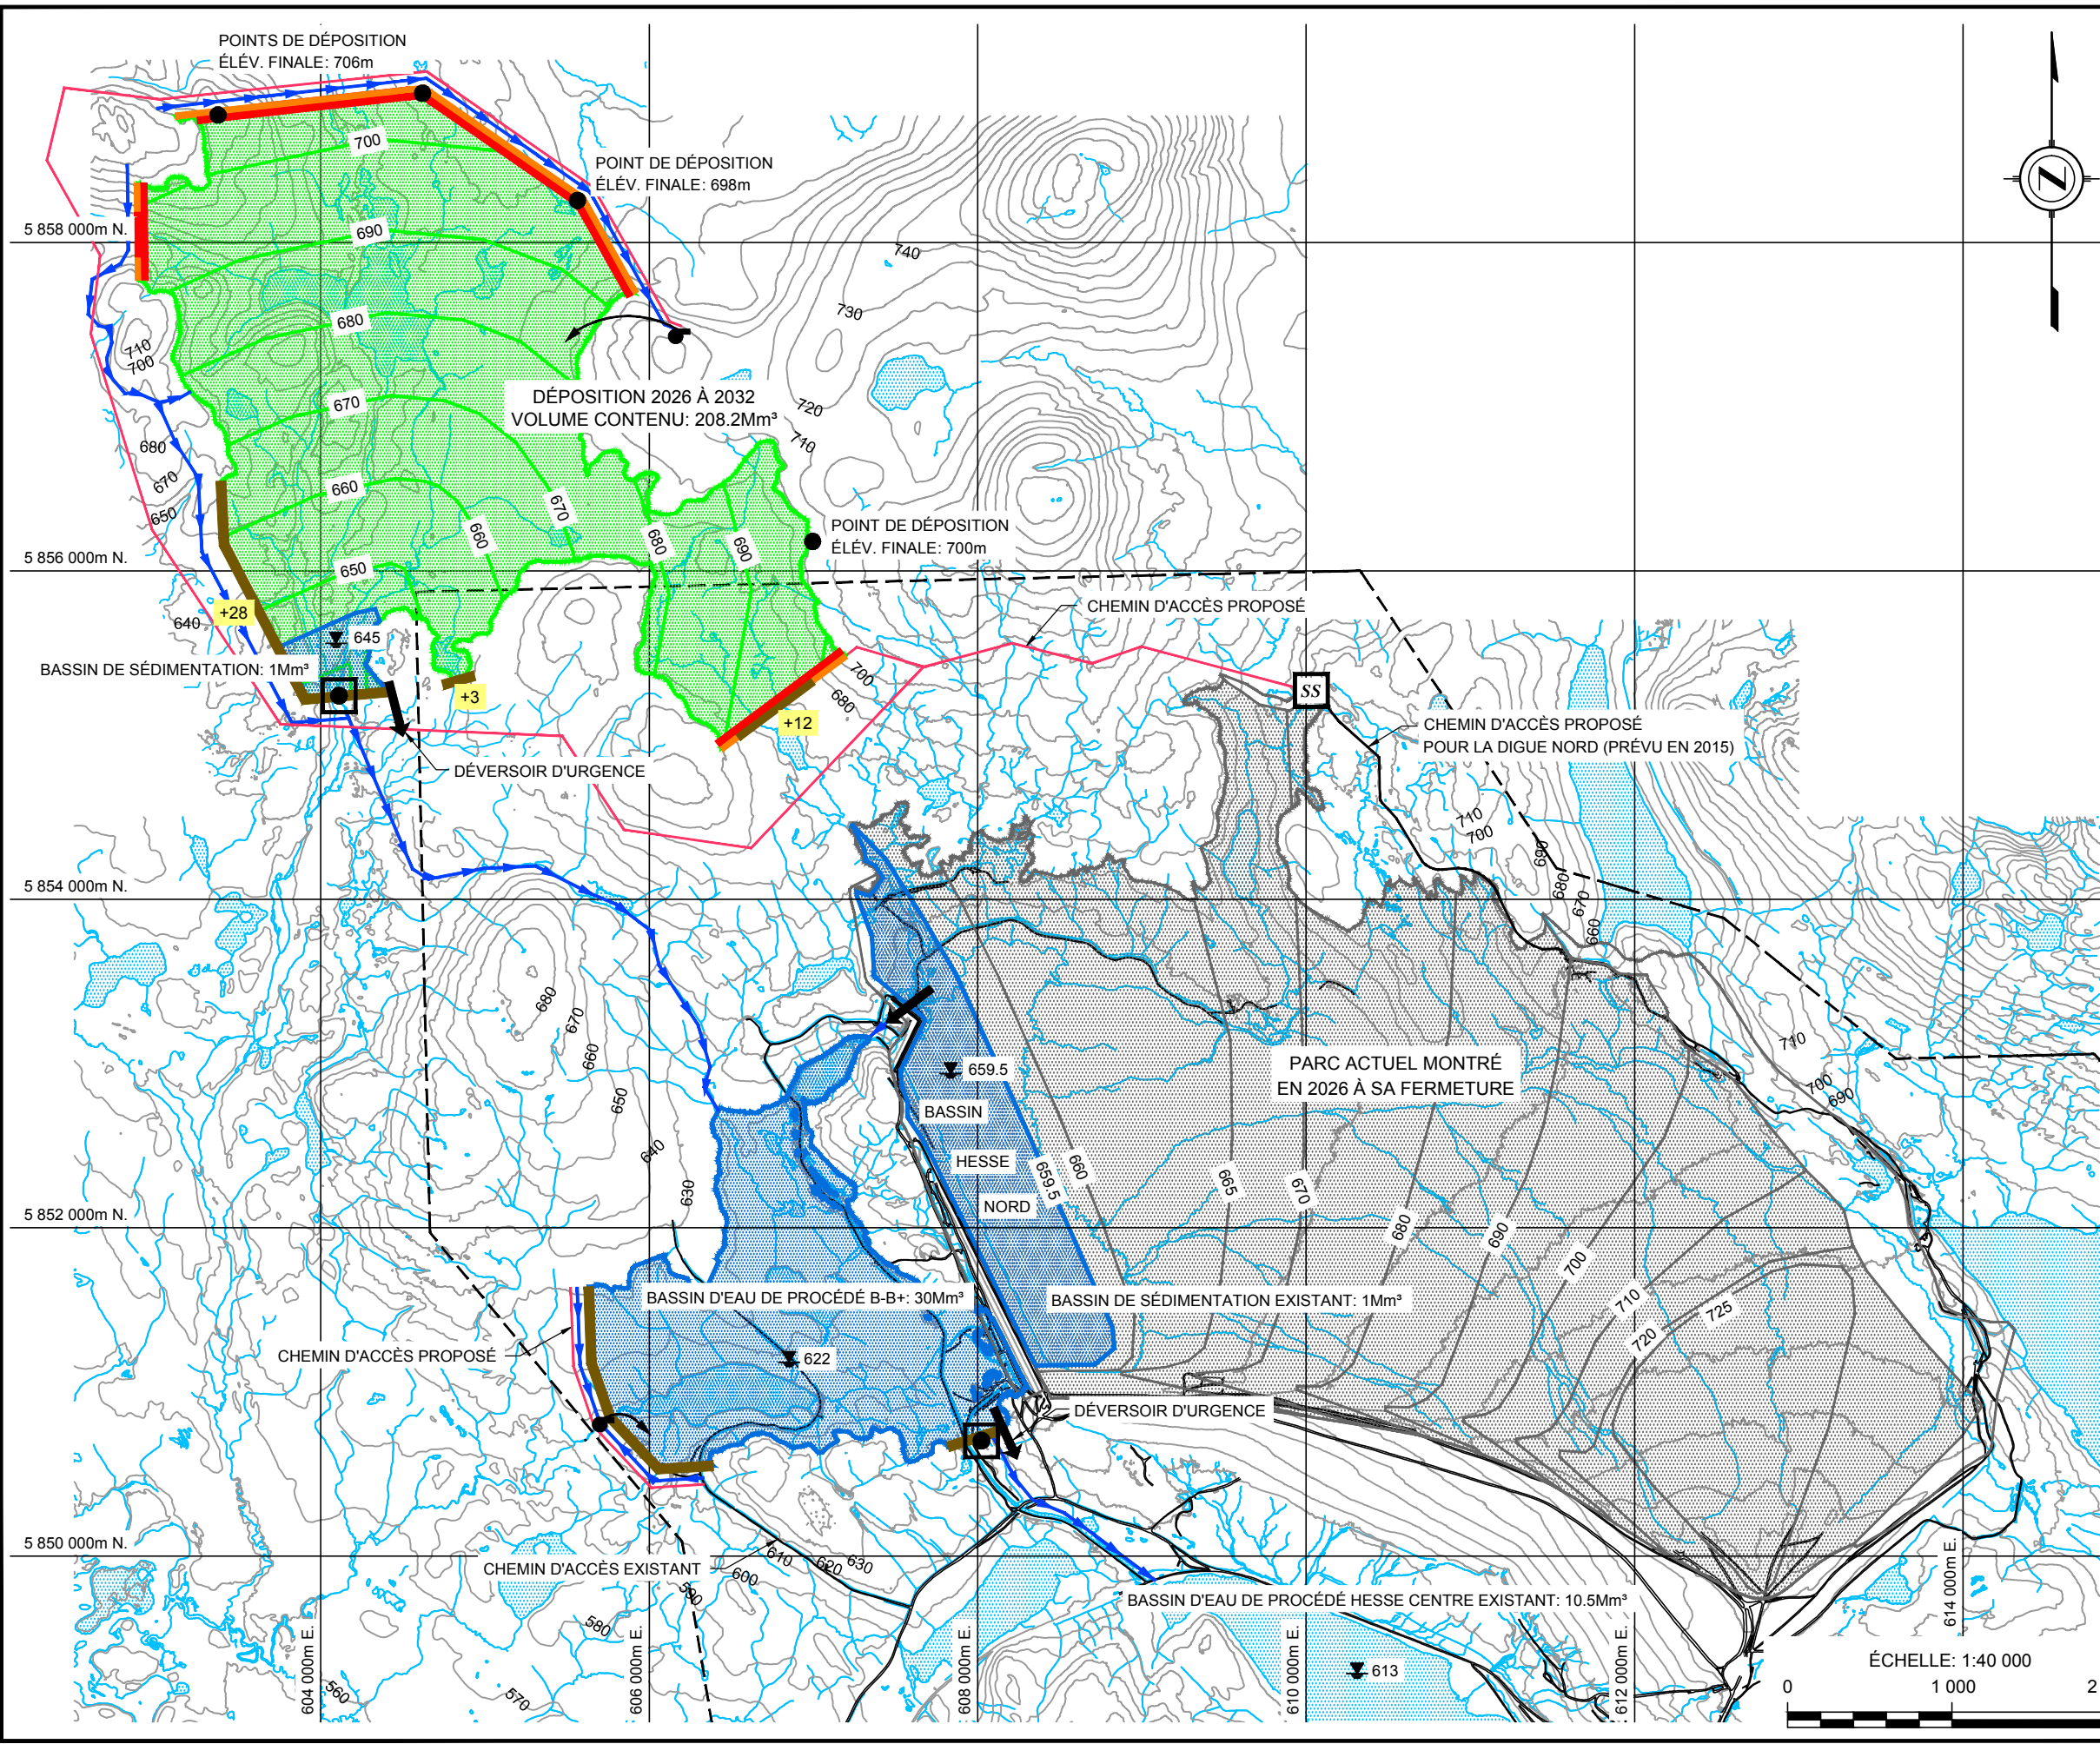 POINTS DE DÉPOSITION
ÉLÉV. FINALE: 706m
700
POINT DE DÉPOSITION
ÉLÉV. FINALE: 698m
N
5 858 000m N.
690
740
730
680
710
700
DÉPOSITION 2026 À 2032
VOLUME CONTENU: 208.2Mm³
670
720
710
680
670
660
670
650
660
680
690
POINT DE DÉPOSITION
ÉLÉV. FINALE: 700m
5 856 000m N.
650
+28
640
645
CHEMIN D'ACCÈS PROPOSÉ
BASSIN DE SÉDIMENTATION: 1Mm³
+3
700
680
+12
SS
CHEMIN D'ACCÈS PROPOSÉ
POUR LA DIGUE NORD (PRÉVU EN 2015)
DÉVERSOIR D'URGENCE
710
700
690
680
670
660
5 854 000m N.
680
670
660
650
640
630
659.5
BASSIN
HESSE
NORD
659.5
660
PARC ACTUEL MONTRÉ
EN 2026 À SA FERMETURE
710
700
690
665
670
680
690
700
710
720
725
5 852 000m N.
BASSIN D'EAU DE PROCÉDÉ B-B+: 30Mm³
BASSIN DE SÉDIMENTATION EXISTANT: 1Mm³
CHEMIN D'ACCÈS PROPOSÉ
622
DÉVERSOIR D'URGENCE
5 850 000m N.
CHEMIN D'ACCÈS EXISTANT
610
620
630
600
590
580
570
560
BASSIN D'EAU DE PROCÉDÉ HESSE CENTRE EXISTANT: 10.5Mm³
613
604 000m E.
606 000m E.
608 000m E.
610 000m E.
612 000m E.
614 000m E.
ÉCHELLE: 1:40 000
0 1 000 2